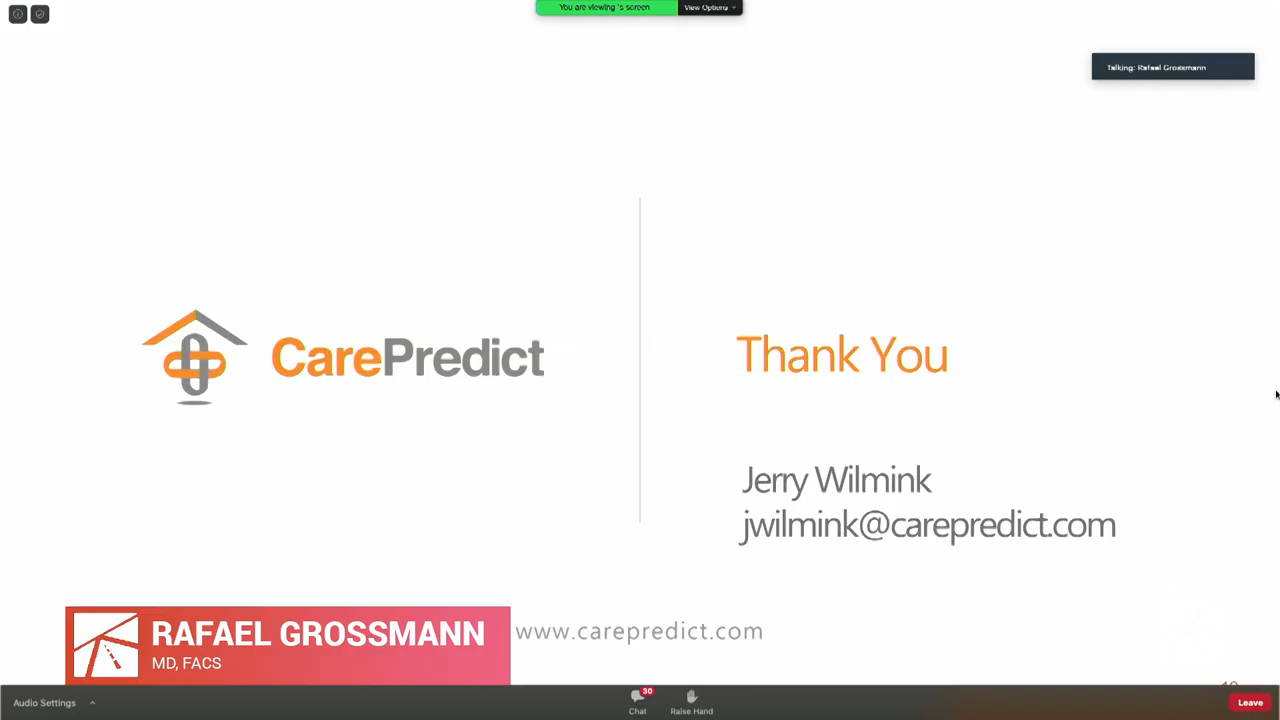 You are viewing 's screen
View Options
Talking: Rafael Grossmann
CarePredict
Thank You
Jerry Wilmink
jwilmink@carepredict.com
www.carepredict.com
RAFAEL GROSSMANN
MD, FACS
Audio Settings
30
Chat
Raise Hand
Leave